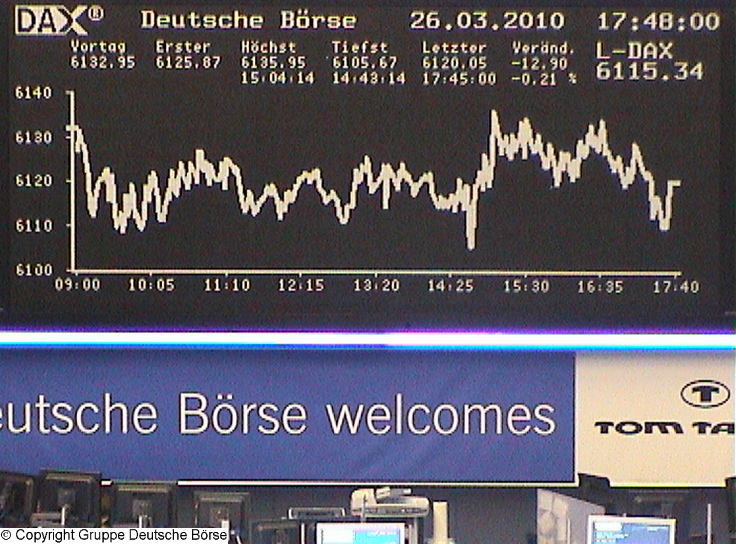 DAX® Deutsche Börse 26.03.2010 17:48:00
Vortag Erster Höchst Tiefst Letzter Veränd. L-DAX
6132.95 6125.87 6135.95 6105.67 6120.05 -12.90 6115.34
15:04:14 14:43:14 17:45:00 -0.21 %
6140
6130
6120
6110
6100
09:00 10:05 11:10 12:15 13:20 14:25 15:30 16:35 17:40
eutsche Börse welcomes
TOM TA
© Copyright Gruppe Deutsche Börse